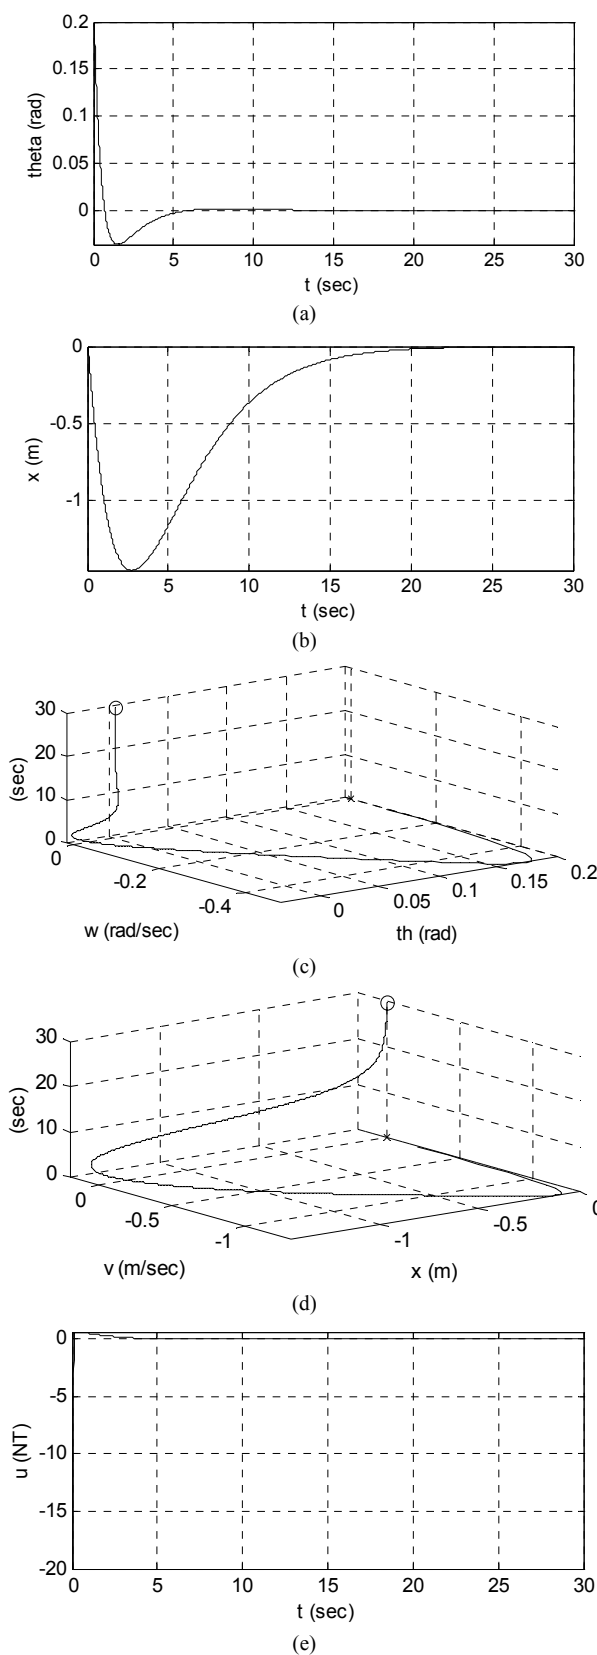 0.2
0.15
0.1
0.05
0
theta (rad)
0 5 10 15 20 25 30
t (sec)
(a)
0
-0.5
-1
x (m)
0 5 10 15 20 25 30
t (sec)
(b)
30
20
10
0
(sec)
0 -0.2 -0.4
w (rad/sec)
0 0.05 0.1 0.15 0.2
th (rad)
(c)
30
20
10
0
(sec)
0 -0.5 -1
v (m/sec)
-1 -0.5 0
x (m)
(d)
0
-5
-10
-15
-20
u (NT)
0 5 10 15 20 25 30
t (sec)
(e)